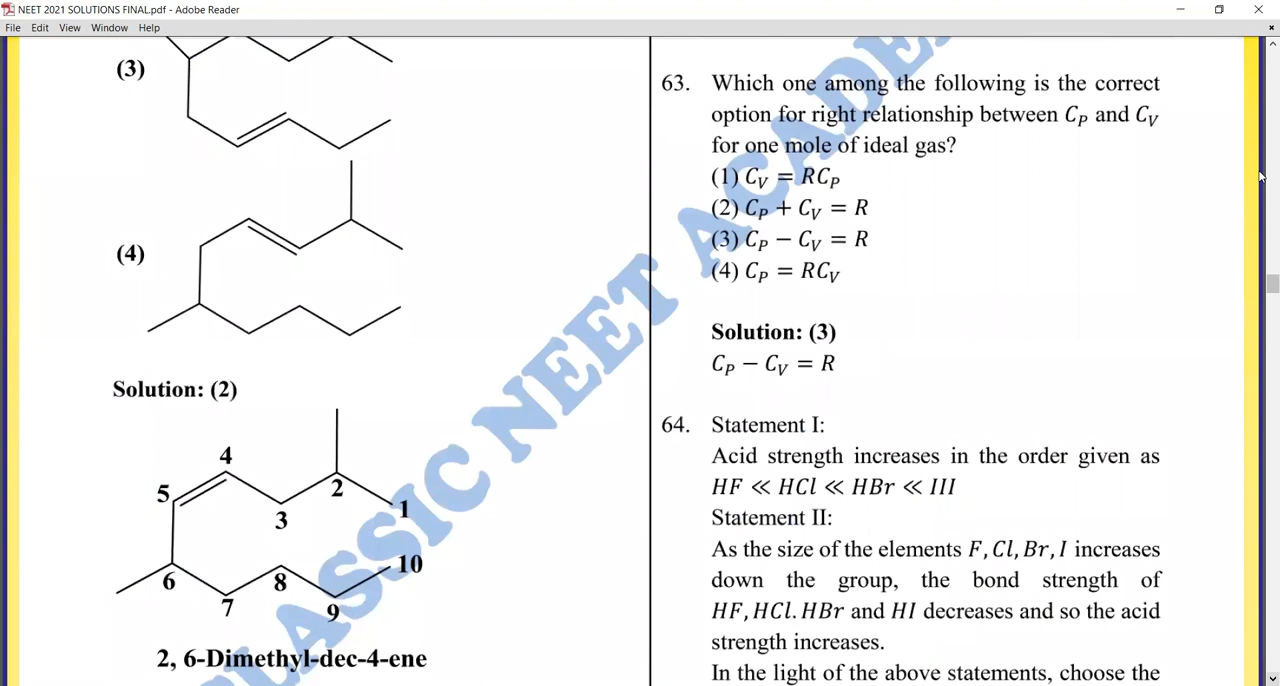 NEET 2021 SOLUTIONS FINAL.pdf - Adobe Reader
File Edit View Window Help
(3)
(4)
Solution: (2)
4
5
2
1
3
10
6
8
7
9
2, 6-Dimethyl-dec-4-ene
63. Which one among the following is the correct
option for right relationship between C_P and C_V
for one mole of ideal gas?
(1) C_V = RC_P
(2) C_P + C_V = R
(3) C_P − C_V = R
(4) C_P = RC_V
Solution: (3)
C_P − C_V = R
64. Statement I:
Acid strength increases in the order given as
HF ≪ HCl ≪ HBr ≪ III
Statement II:
As the size of the elements F, Cl, Br, I increases
down the group, the bond strength of
HF, HCl. HBr and HI decreases and so the acid
strength increases.
In the light of the above statements, choose the
CLASSIC NEET ACADEM